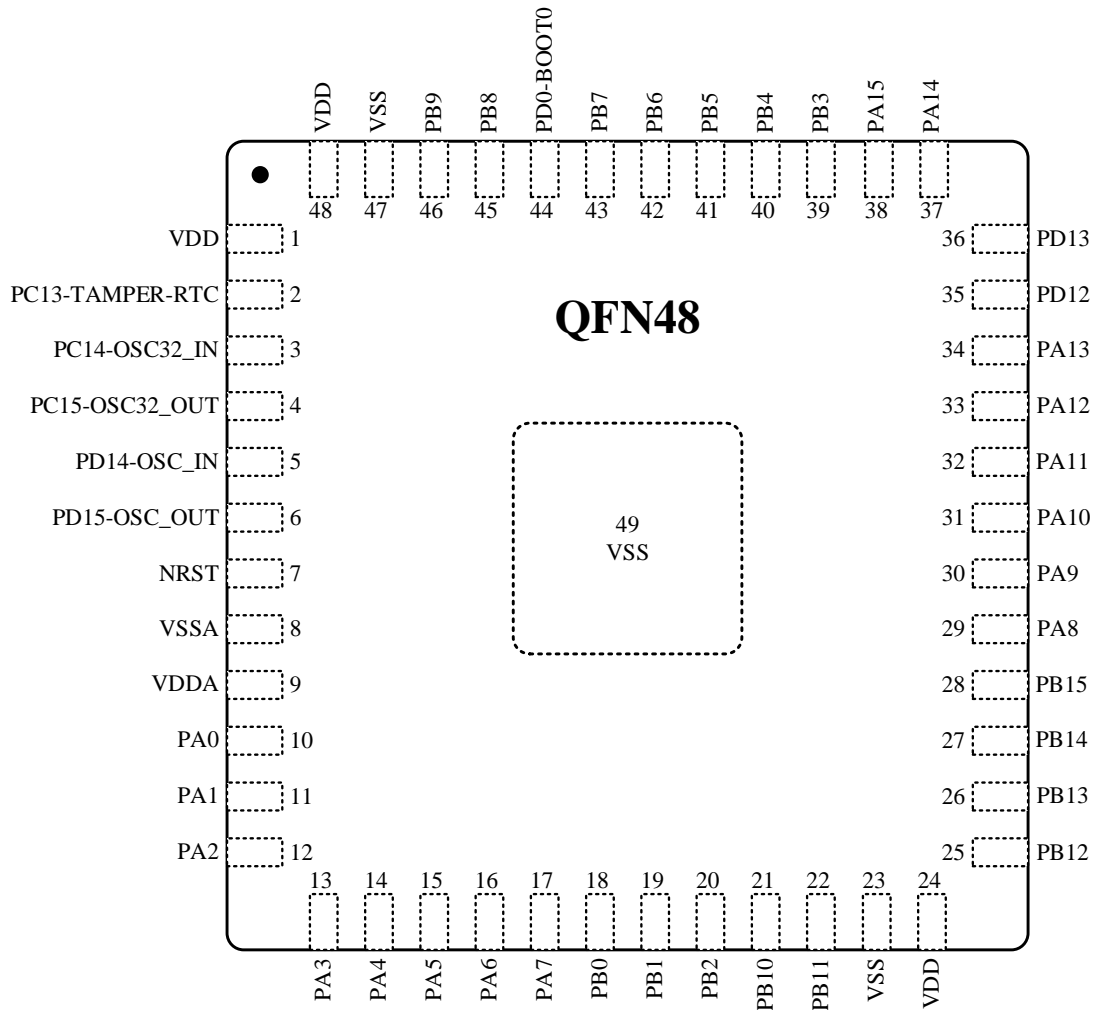 PD0-BOOT0
VDD VSS PB9 PB8 PB7 PB6 PB5 PB4 PB3 PA15 PA14
48 47 46 45 44 43 42 41 40 39 38 37
VDD 1 36 PD13
PC13-TAMPER-RTC 2 35 PD12
QFN48
PC14-OSC32_IN 3 34 PA13
PC15-OSC32_OUT 4 33 PA12
PD14-OSC_IN 5 32 PA11
PD15-OSC_OUT 6 31 PA10
49
VSS
NRST 7 30 PA9
VSSA 8 29 PA8
VDDA 9 28 PB15
PA0 10 27 PB14
PA1 11 26 PB13
PA2 12 25 PB12
13 14 15 16 17 18 19 20 21 22 23 24
PA3 PA4 PA5 PA6 PA7 PB0 PB1 PB2 PB10 PB11 VSS VDD